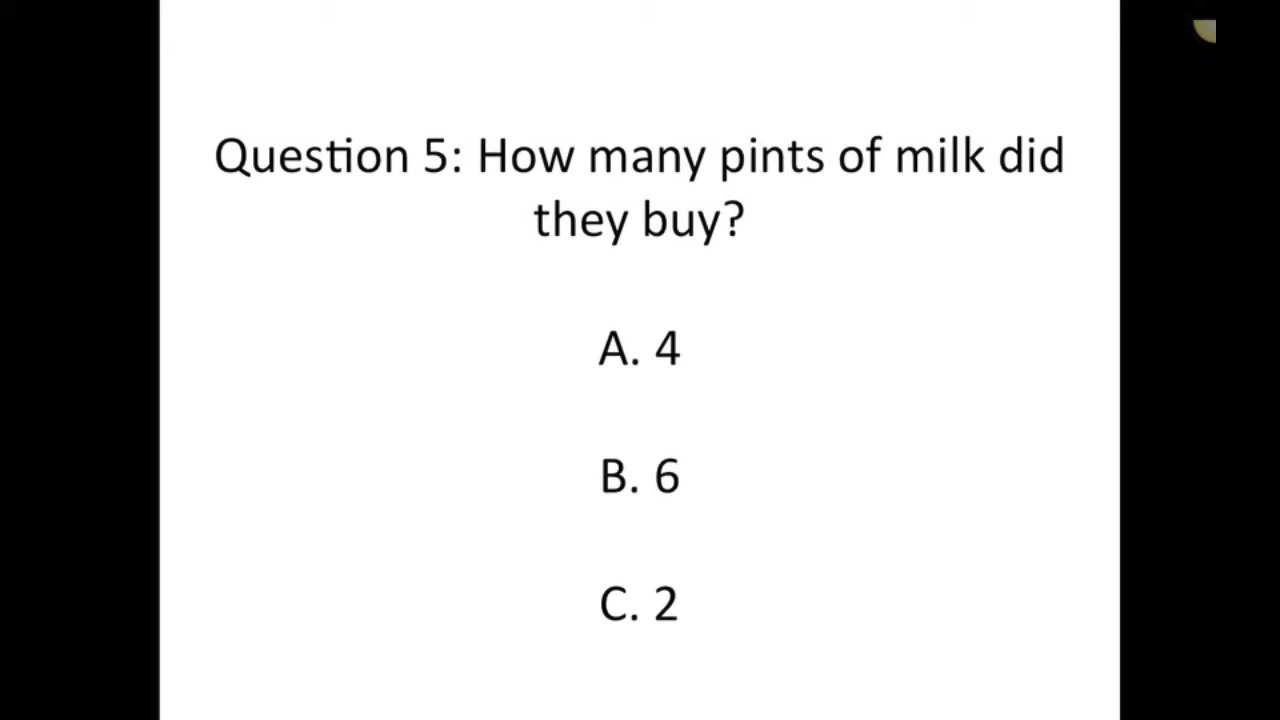 Question 5: How many pints of milk did
they buy?
A. 4
B. 6
C. 2